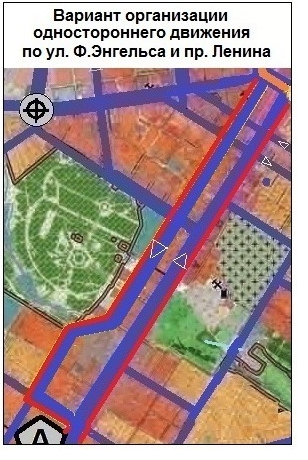 Вариант организации
одностороннего движения
по ул. Ф.Энгельса и пр. Ленина
А